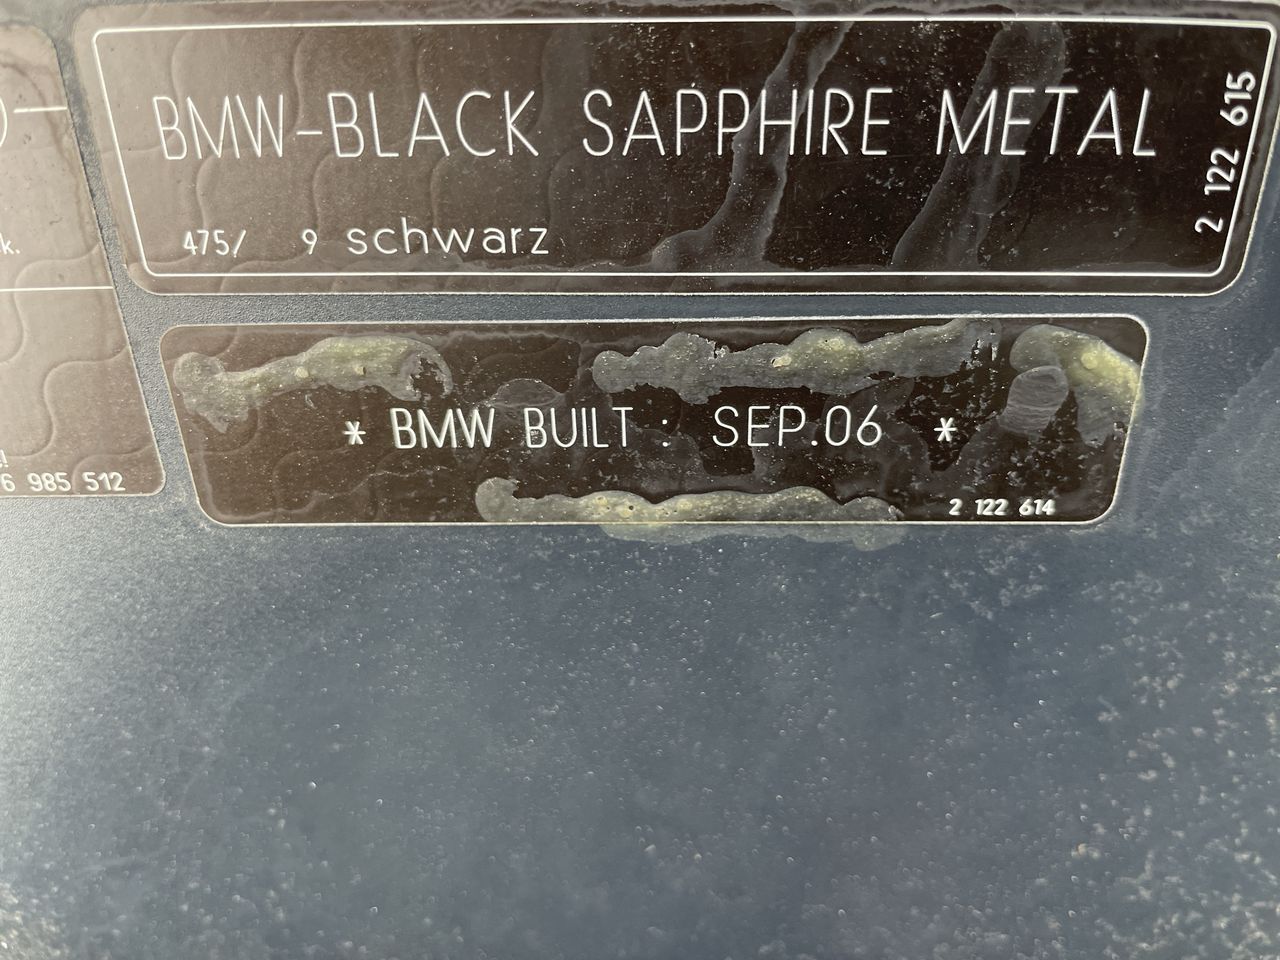 BMW-BLACK SAPPHIRE METAL
475/ 9 schwarz
2 122 615
* BMW BUILT : SEP.06 *
2 122 614
k.
!
6 985 512